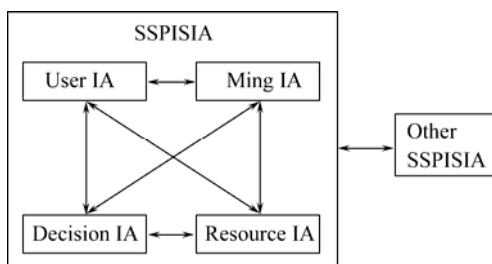 SSPISIA
User IA
Ming IA
Other
SSPISIA
Decision IA
Resource IA